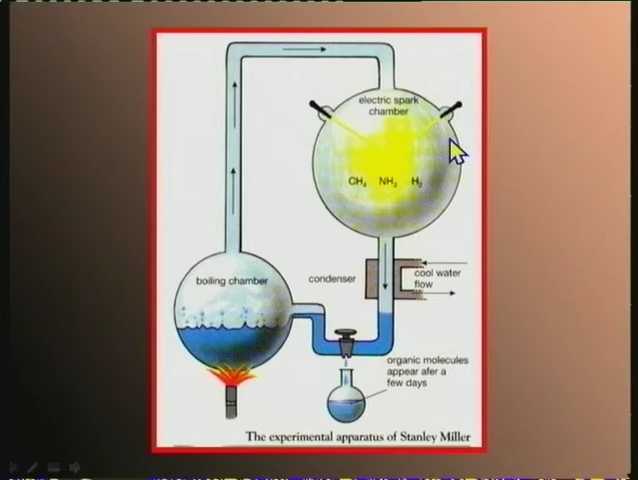 electric spark
chamber
CH₄ NH₃ H₂
boiling chamber
condenser
cool water
flow
organic molecules
appear afer a
few days
The experimental apparatus of Stanley Miller